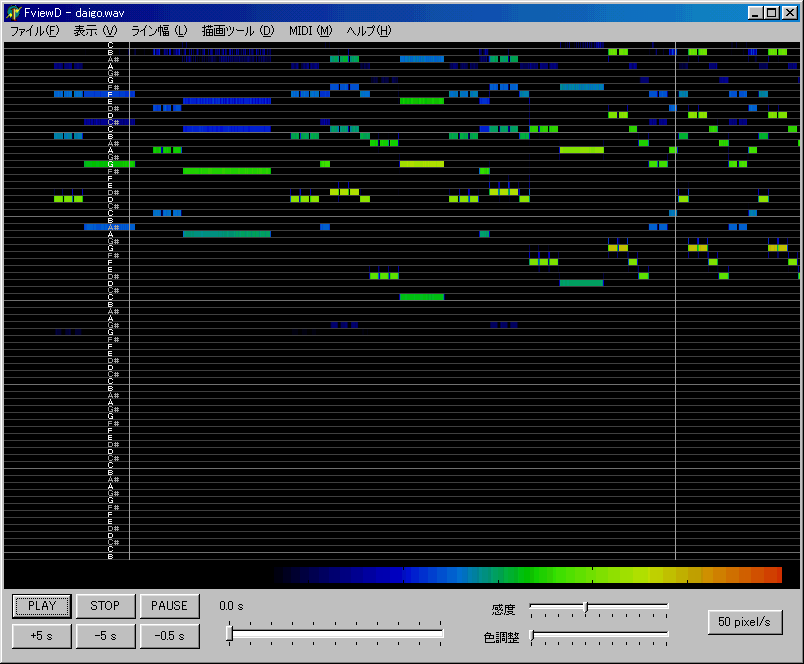 FviewD - daigo.wav
ファイル(F) 表示 (V) ライン幅 (L) 描画ツール (D) MIDI (M) ヘルプ(H)
C
B
A#
A
G#
G
F#
F
E
D#
D
C#
C
B
A#
A
G#
G
F#
F
E
D#
D
C#
C
B
A#
A
G#
G
F#
F
E
D#
D
C#
C
B
A#
A
G#
G
F#
F
E
D#
D
C#
C
B
A#
A
G#
G
F#
F
E
D#
D
C#
C
B
A#
A
G#
G
F#
F
E
D#
D
C#
C
B
PLAY STOP PAUSE 0.0 s 感度
+5 s -5 s -0.5 s 色調整 50 pixel/s